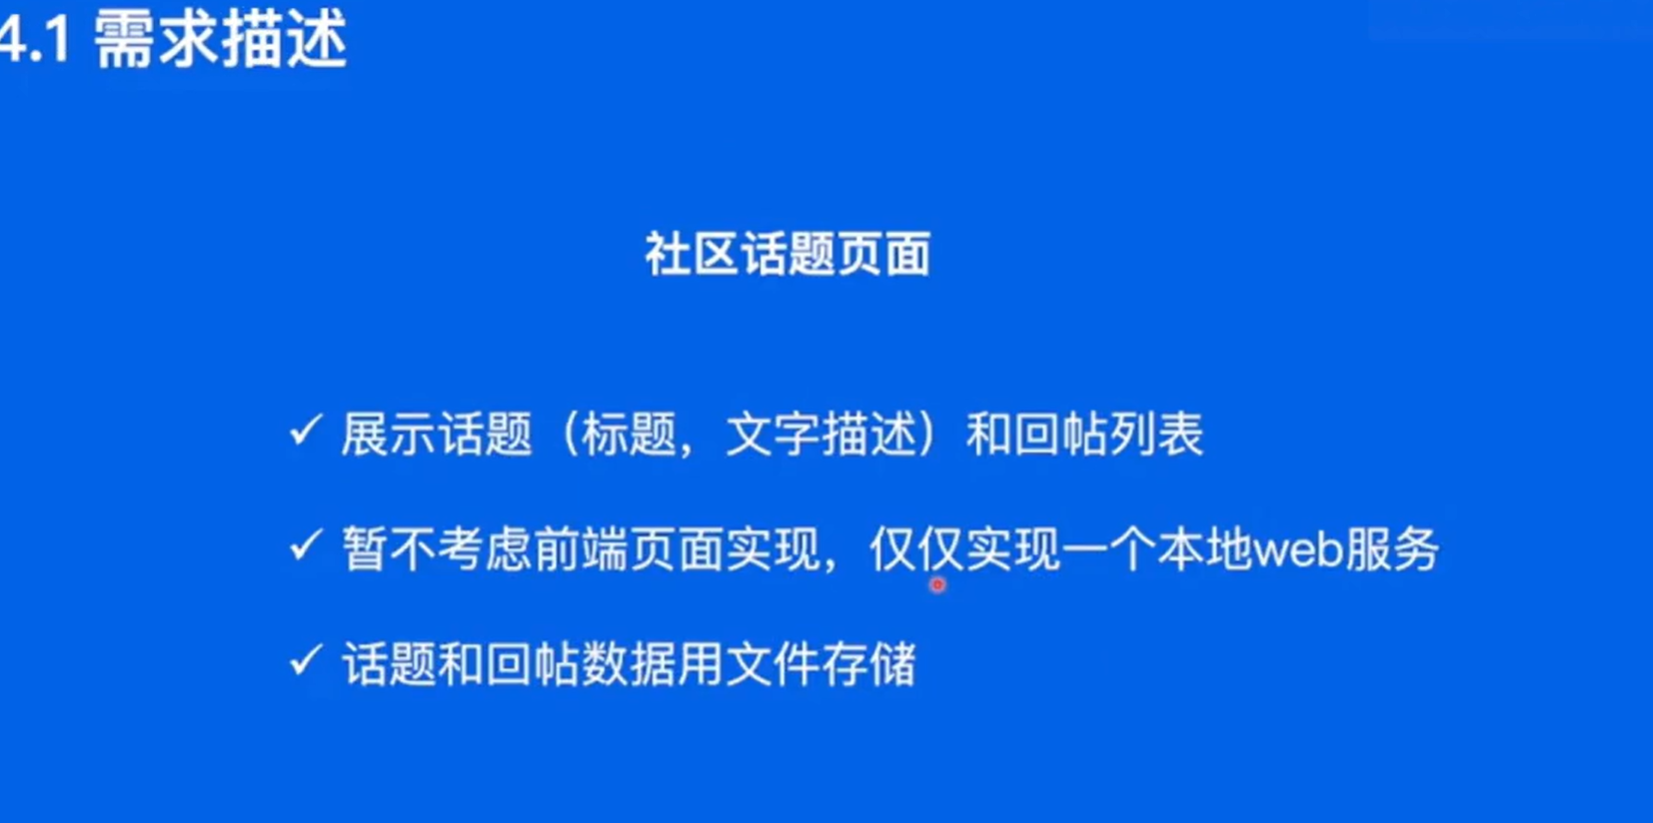 4.1 需求描述
社区话题页面
✓ 展示话题（标题，文字描述）和回帖列表
✓ 暂不考虑前端页面实现，仅仅实现一个本地web服务
✓ 话题和回帖数据用文件存储